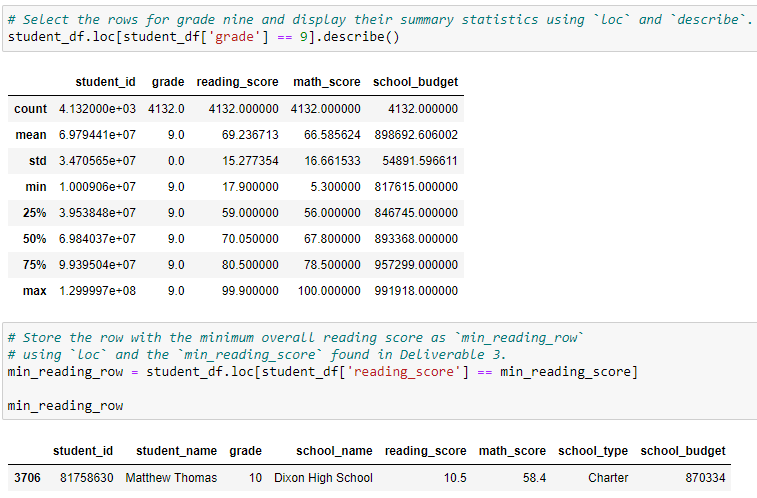 # Select the rows for grade nine and display their summary statistics using `loc` and `describe`.
student_df.loc[student_df['grade'] == 9].describe()
student_id grade reading_score math_score school_budget
count 4.132000e+03 4132.0 4132.000000 4132.000000 4132.000000
mean 6.979441e+07 9.0 69.236713 66.585624 898692.606002
std 3.470565e+07 0.0 15.277354 16.661533 54891.596611
min 1.000906e+07 9.0 17.900000 5.300000 817615.000000
25% 3.953848e+07 9.0 59.000000 56.000000 846745.000000
50% 6.984037e+07 9.0 70.050000 67.800000 893368.000000
75% 9.939504e+07 9.0 80.500000 78.500000 957299.000000
max 1.299997e+08 9.0 99.900000 100.000000 991918.000000
# Store the row with the minimum overall reading score as `min_reading_row`
# using `loc` and the `min_reading_score` found in Deliverable 3.
min_reading_row = student_df.loc[student_df['reading_score'] == min_reading_score]
min_reading_row
student_id student_name grade school_name reading_score math_score school_type school_budget
3706 81758630 Matthew Thomas 10 Dixon High School 10.5 58.4 Charter 870334